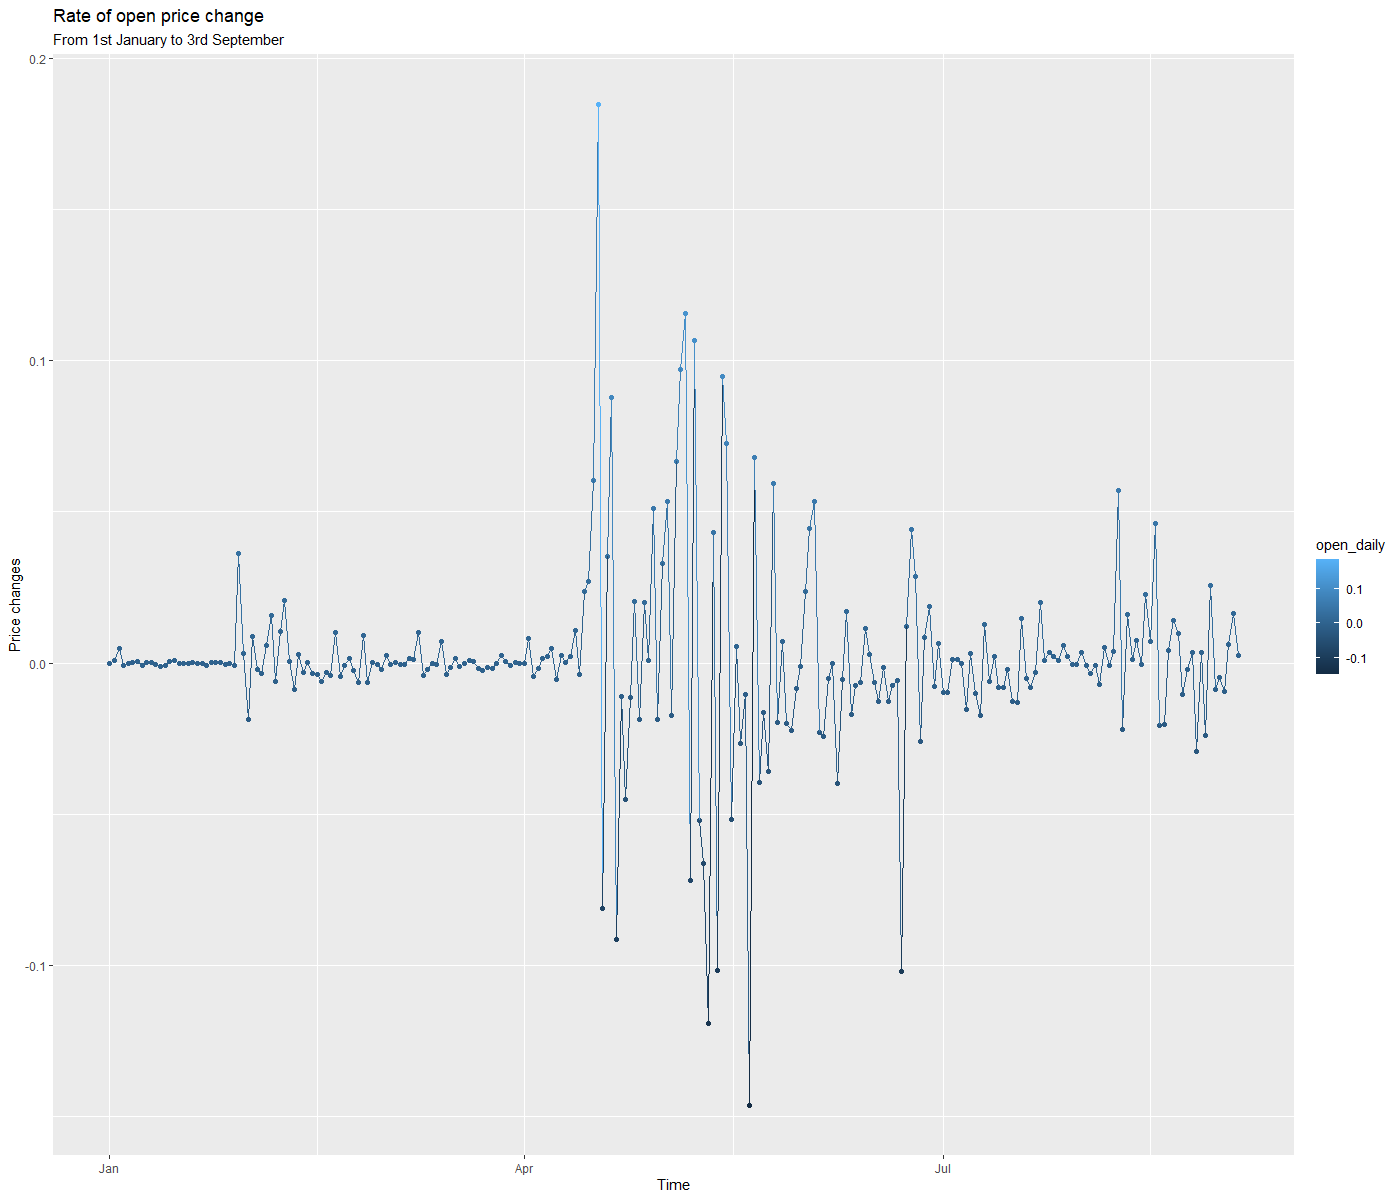 Rate of open price change
From 1st January to 3rd September
0.2
0.1
0.0
-0.1
Price changes
Jan
Apr
Jul
Time
open_daily
0.1
0.0
-0.1